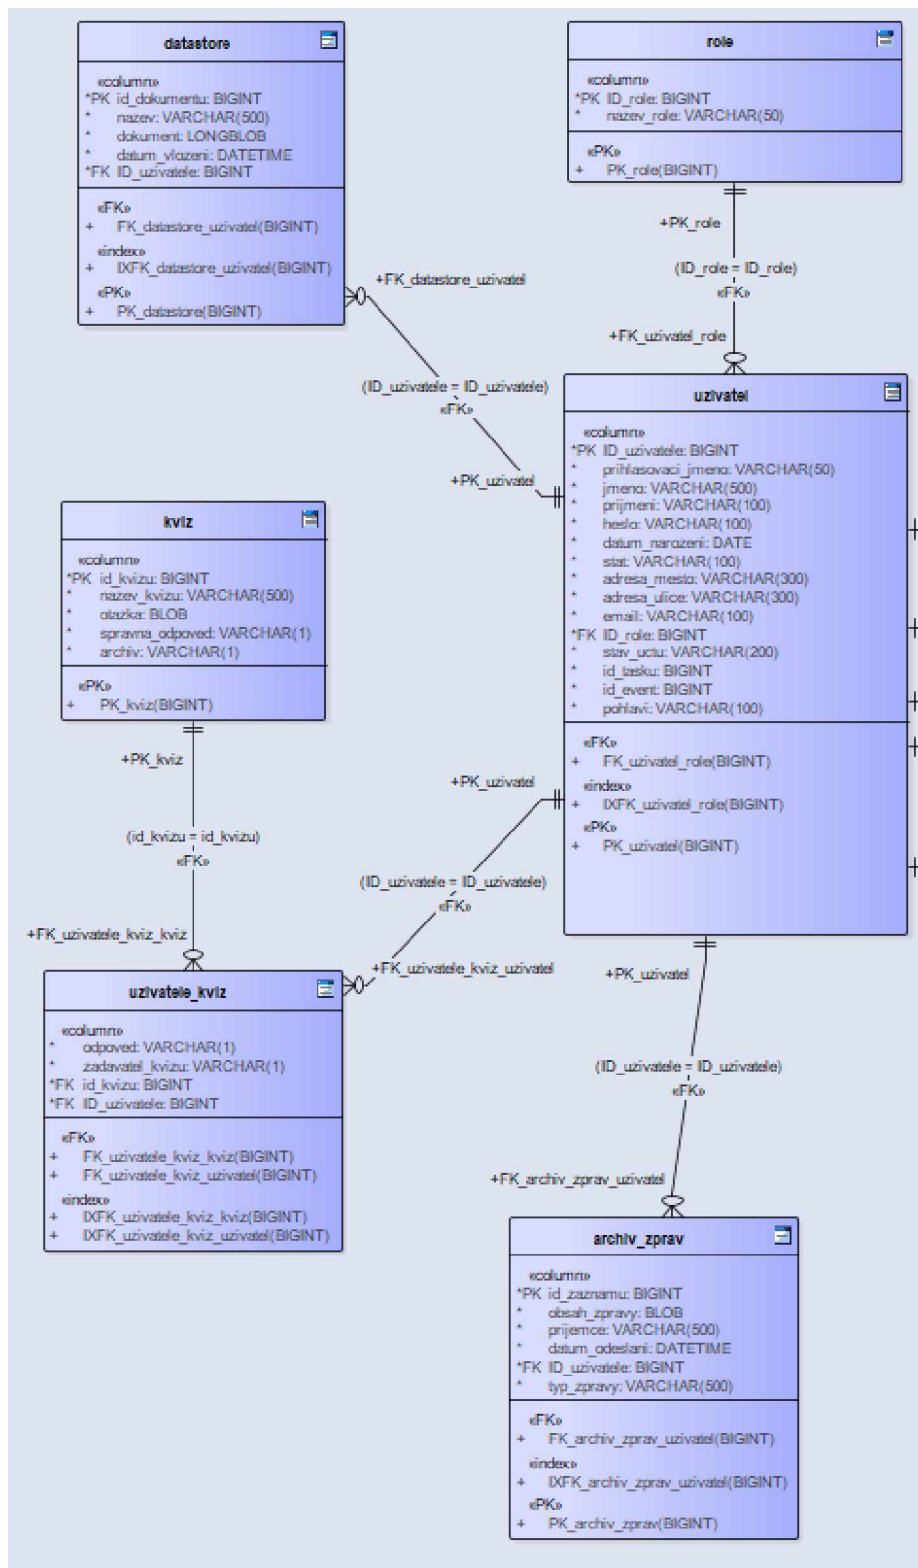 datastore
«column»
*PK id_dokumentu: BIGINT
* nazev: VARCHAR(500)
* dokument: LONGBLOB
* datum_vlozeni: DATETIME
*FK ID_uzivatele: BIGINT
«FK»
+ FK_datastore_uzivatel(BIGINT)
«index»
+ IXFK_datastore_uzivatel(BIGINT)
«PK»
+ PK_datastore(BIGINT)
role
«column»
*PK ID_role: BIGINT
* nazev_role: VARCHAR(50)
«PK»
+ PK_role(BIGINT)
+PK_role
(ID_role = ID_role)
«FK»
+FK_uzivatel_role
+FK_datastore_uzivatel
(ID_uzivatele = ID_uzivatele)
«FK»
+PK_uzivatel
uzivatel
«column»
*PK ID_uzivatele: BIGINT
* prihlasovaci_jmeno: VARCHAR(50)
* jmeno: VARCHAR(500)
* prijmeni: VARCHAR(100)
* heslo: VARCHAR(100)
* datum_narozeni: DATE
* stat: VARCHAR(100)
* adresa_mesto: VARCHAR(300)
* adresa_ulice: VARCHAR(300)
* email: VARCHAR(100)
*FK ID_role: BIGINT
* stav_uctu: VARCHAR(200)
* id_tasku: BIGINT
* id_event: BIGINT
* pohlavi: VARCHAR(100)
«FK»
+ FK_uzivatel_role(BIGINT)
«index»
+ IXFK_uzivatel_role(BIGINT)
«PK»
+ PK_uzivatel(BIGINT)
kviz
«column»
*PK id_kvizu: BIGINT
* nazev_kvizu: VARCHAR(500)
* otazka: BLOB
* spravna_odpoved: VARCHAR(1)
* archiv: VARCHAR(1)
«PK»
+ PK_kviz(BIGINT)
+PK_kviz
(id_kvizu = id_kvizu)
«FK»
+FK_uzivatele_kviz_kviz
+PK_uzivatel
(ID_uzivatele = ID_uzivatele)
«FK»
+FK_uzivatele_kviz_uzivatel
uzivatele_kviz
«column»
* odpoved: VARCHAR(1)
* zadavatel_kvizu: VARCHAR(1)
*FK id_kvizu: BIGINT
*FK ID_uzivatele: BIGINT
«FK»
+ FK_uzivatele_kviz_kviz(BIGINT)
+ FK_uzivatele_kviz_uzivatel(BIGINT)
«index»
+ IXFK_uzivatele_kviz_kviz(BIGINT)
+ IXFK_uzivatele_kviz_uzivatel(BIGINT)
+PK_uzivatel
(ID_uzivatele = ID_uzivatele)
«FK»
+FK_archiv_zprav_uzivatel
archiv_zprav
«column»
*PK id_zaznamu: BIGINT
* obsah_zpravy: BLOB
* prijemce: VARCHAR(500)
* datum_odeslani: DATETIME
*FK ID_uzivatele: BIGINT
* typ_zpravy: VARCHAR(500)
«FK»
+ FK_archiv_zprav_uzivatel(BIGINT)
«index»
+ IXFK_archiv_zprav_uzivatel(BIGINT)
«PK»
+ PK_archiv_zprav(BIGINT)